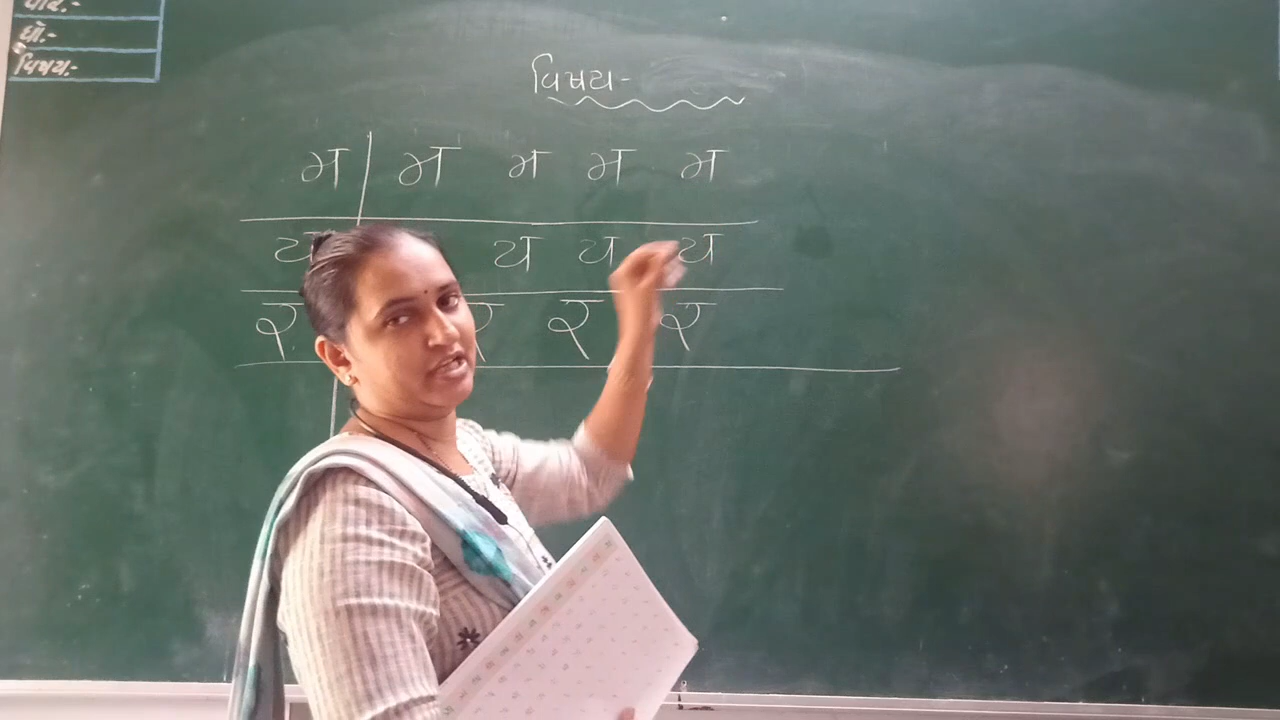 વાર:-
ધો.-
વિષય:-
વિષય-
भ भ भ भ भ
य य य
र र र